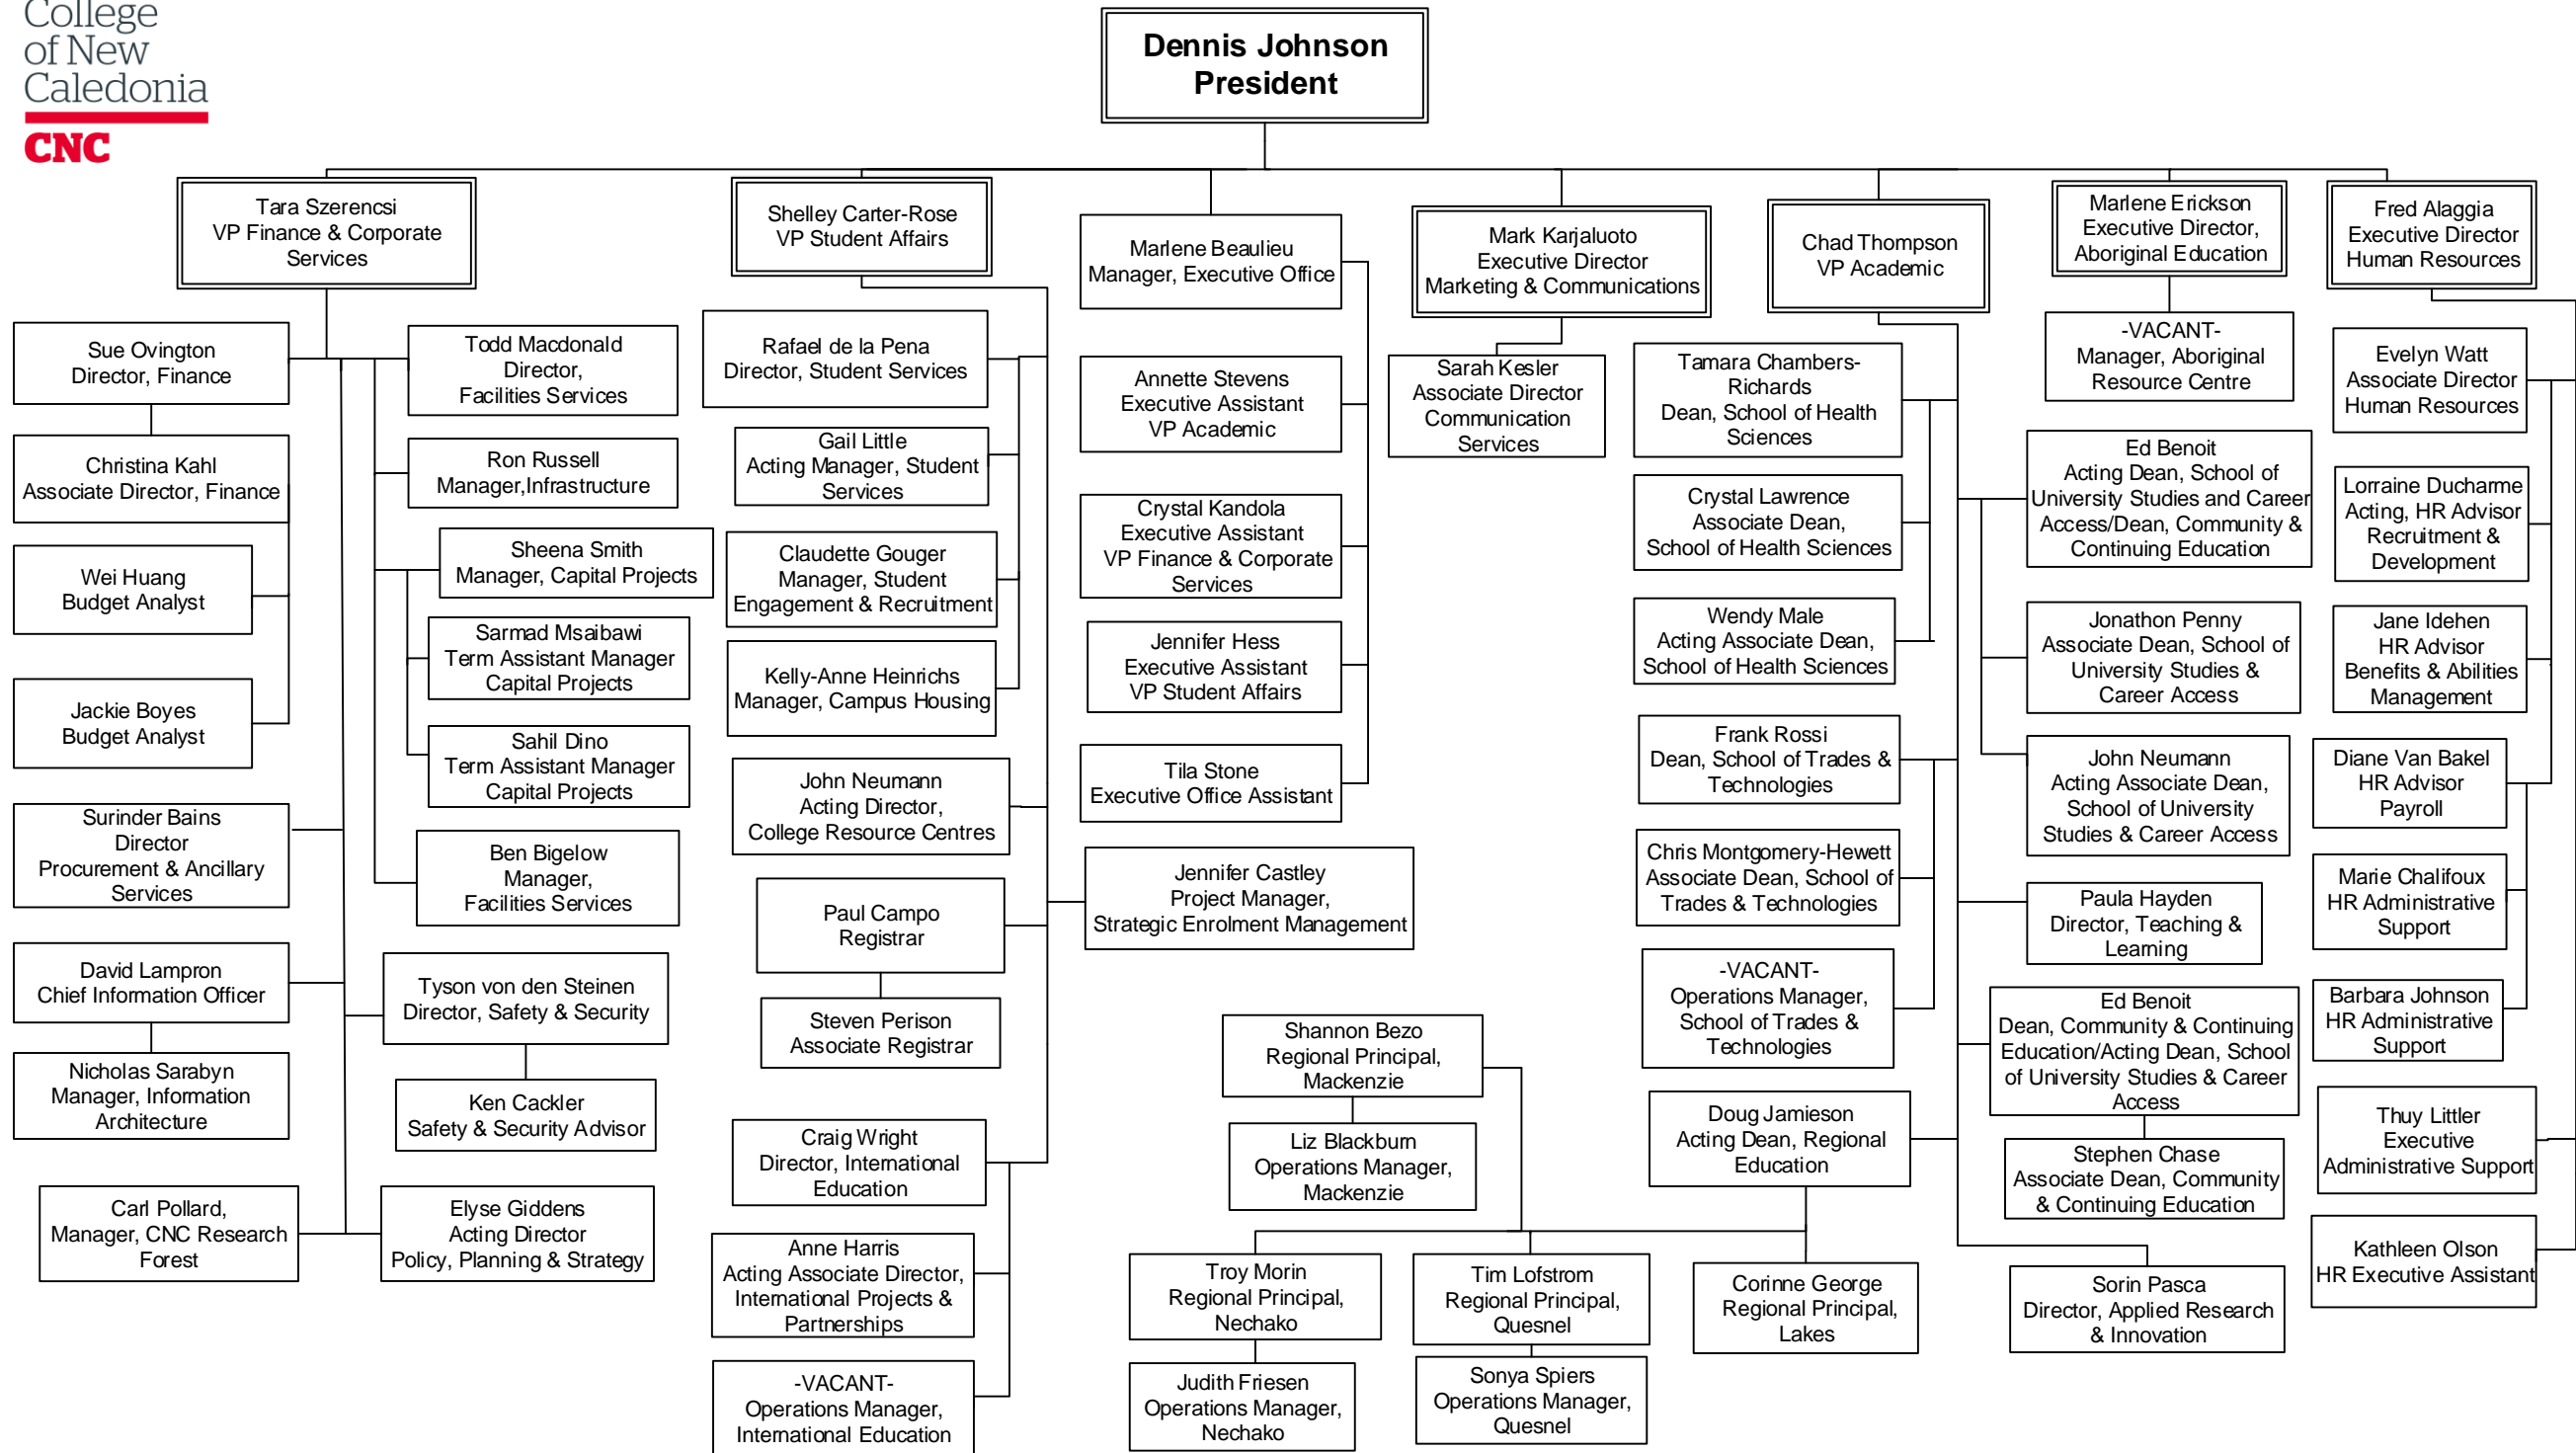 College
of New
Caledonia
CNC
Dennis Johnson
President
Tara Szerencsi
VP Finance & Corporate
Services
Sue Ovington
Director, Finance
Christina Kahl
Associate Director, Finance
Wei Huang
Budget Analyst
Jackie Boyes
Budget Analyst
Surinder Bains
Director
Procurement & Ancillary
Services
David Lampron
Chief Information Officer
Nicholas Sarabyn
Manager, Information
Architecture
Carl Pollard,
Manager, CNC Research
Forest
Todd Macdonald
Director,
Facilities Services
Ron Russell
Manager,Infrastructure
Sheena Smith
Manager, Capital Projects
Sarmad Msaibawi
Term Assistant Manager
Capital Projects
Sahil Dino
Term Assistant Manager
Capital Projects
Ben Bigelow
Manager,
Facilities Services
Tyson von den Steinen
Director, Safety & Security
Ken Cackler
Safety & Security Advisor
Elyse Giddens
Acting Director
Policy, Planning & Strategy
Shelley Carter-Rose
VP Student Affairs
Rafael de la Pena
Director, Student Services
Gail Little
Acting Manager, Student
Services
Claudette Gouger
Manager, Student
Engagement & Recruitment
Kelly-Anne Heinrichs
Manager, Campus Housing
John Neumann
Acting Director,
College Resource Centres
Paul Campo
Registrar
Steven Perison
Associate Registrar
Craig Wright
Director, International
Education
Anne Harris
Acting Associate Director,
International Projects &
Partnerships
-VACANT-
Operations Manager,
International Education
Marlene Beaulieu
Manager, Executive Office
Annette Stevens
Executive Assistant
VP Academic
Crystal Kandola
Executive Assistant
VP Finance & Corporate
Services
Jennifer Hess
Executive Assistant
VP Student Affairs
Tila Stone
Executive Office Assistant
Jennifer Castley
Project Manager,
Strategic Enrolment Management
Mark Karjaluoto
Executive Director
Marketing & Communications
Sarah Kesler
Associate Director
Communication
Services
Chad Thompson
VP Academic
Tamara Chambers-
Richards
Dean, School of Health
Sciences
Crystal Lawrence
Associate Dean,
School of Health Sciences
Wendy Male
Acting Associate Dean,
School of Health Sciences
Frank Rossi
Dean, School of Trades &
Technologies
Chris Montgomery-Hewett
Associate Dean, School of
Trades & Technologies
-VACANT-
Operations Manager,
School of Trades &
Technologies
Doug Jamieson
Acting Dean, Regional
Education
Shannon Bezo
Regional Principal,
Mackenzie
Liz Blackburn
Operations Manager,
Mackenzie
Troy Morin
Regional Principal,
Nechako
Judith Friesen
Operations Manager,
Nechako
Tim Lofstrom
Regional Principal,
Quesnel
Sonya Spiers
Operations Manager,
Quesnel
Corinne George
Regional Principal,
Lakes
Marlene Erickson
Executive Director,
Aboriginal Education
-VACANT-
Manager, Aboriginal
Resource Centre
Ed Benoit
Acting Dean, School of
University Studies and Career
Access/Dean, Community &
Continuing Education
Jonathon Penny
Associate Dean, School of
University Studies &
Career Access
John Neumann
Acting Associate Dean,
School of University
Studies & Career Access
Paula Hayden
Director, Teaching &
Learning
Ed Benoit
Dean, Community & Continuing
Education/Acting Dean, School
of University Studies & Career
Access
Stephen Chase
Associate Dean, Community
& Continuing Education
Sorin Pasca
Director, Applied Research
& Innovation
Fred Alaggia
Executive Director
Human Resources
Evelyn Watt
Associate Director
Human Resources
Lorraine Ducharme
Acting, HR Advisor
Recruitment &
Development
Jane Idehen
HR Advisor
Benefits & Abilities
Management
Diane Van Bakel
HR Advisor
Payroll
Marie Chalifoux
HR Administrative
Support
Barbara Johnson
HR Administrative
Support
Thuy Littler
Executive
Administrative Support
Kathleen Olson
HR Executive Assistant